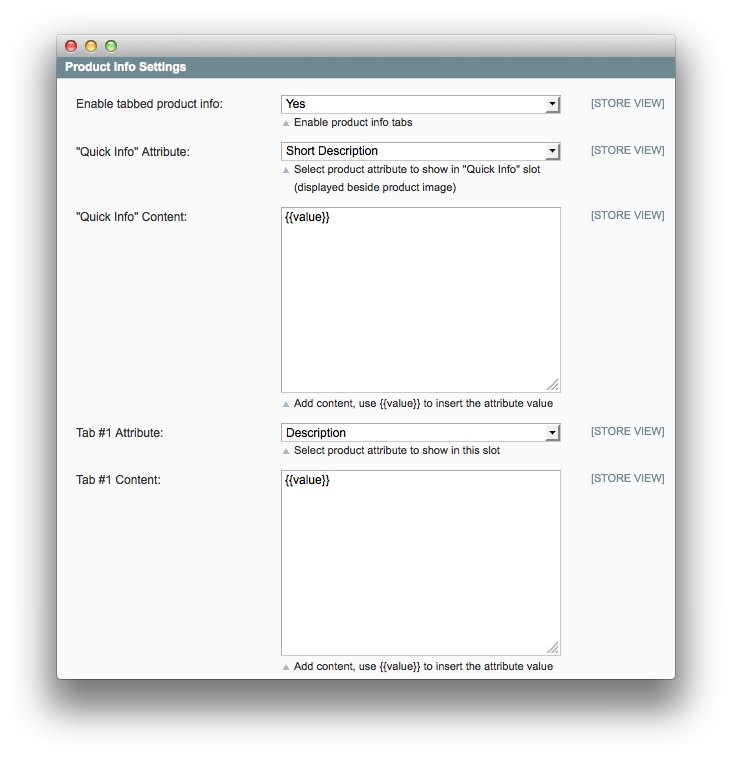 Product Info Settings
Enable tabbed product info: Yes [STORE VIEW]
Enable product info tabs
"Quick Info" Attribute: Short Description [STORE VIEW]
Select product attribute to show in "Quick Info" slot
(displayed beside product image)
"Quick Info" Content: {{value}} [STORE VIEW]
Add content, use {{value}} to insert the attribute value
Tab #1 Attribute: Description [STORE VIEW]
Select product attribute to show in this slot
Tab #1 Content: {{value}} [STORE VIEW]
Add content, use {{value}} to insert the attribute value